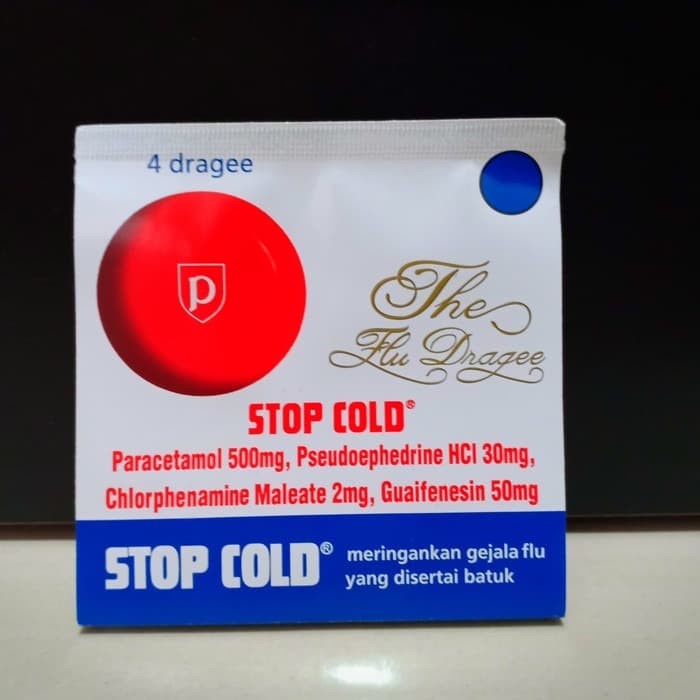 4 dragee
p
The
Flu Dragee
STOP COLD®
Paracetamol 500mg, Pseudoephedrine HCl 30mg,
Chlorphenamine Maleate 2mg, Guaifenesin 50mg
STOP COLD® meringankan gejala flu
yang disertai batuk